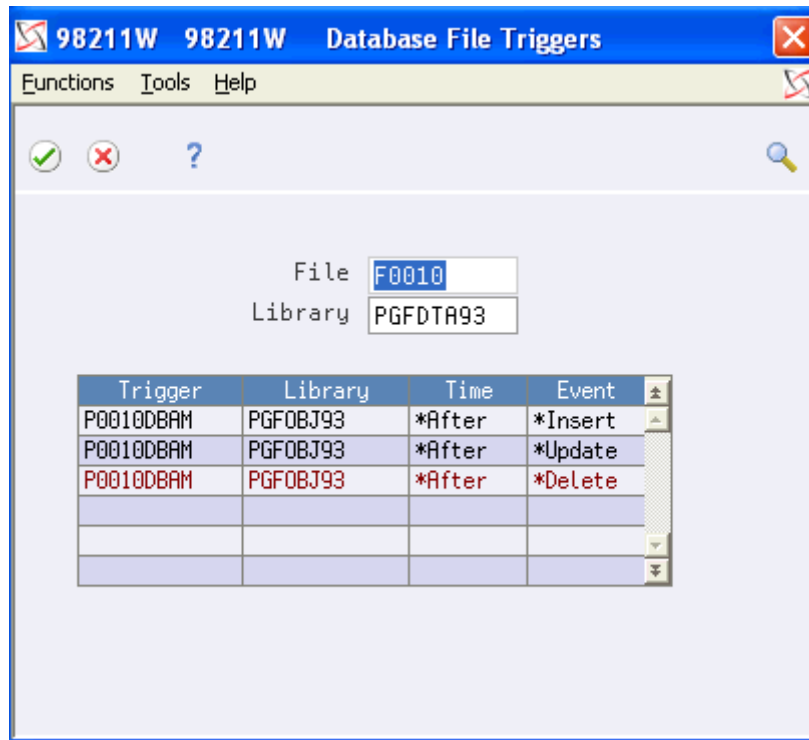 98211W 98211W Database File Triggers
Functions Tools Help
?
File F0010
Library PGFDTA93
Trigger Library Time Event
P0010DBAM PGFOBJ93 *After *Insert
P0010DBAM PGFOBJ93 *After *Update
P0010DBAM PGFOBJ93 *After *Delete